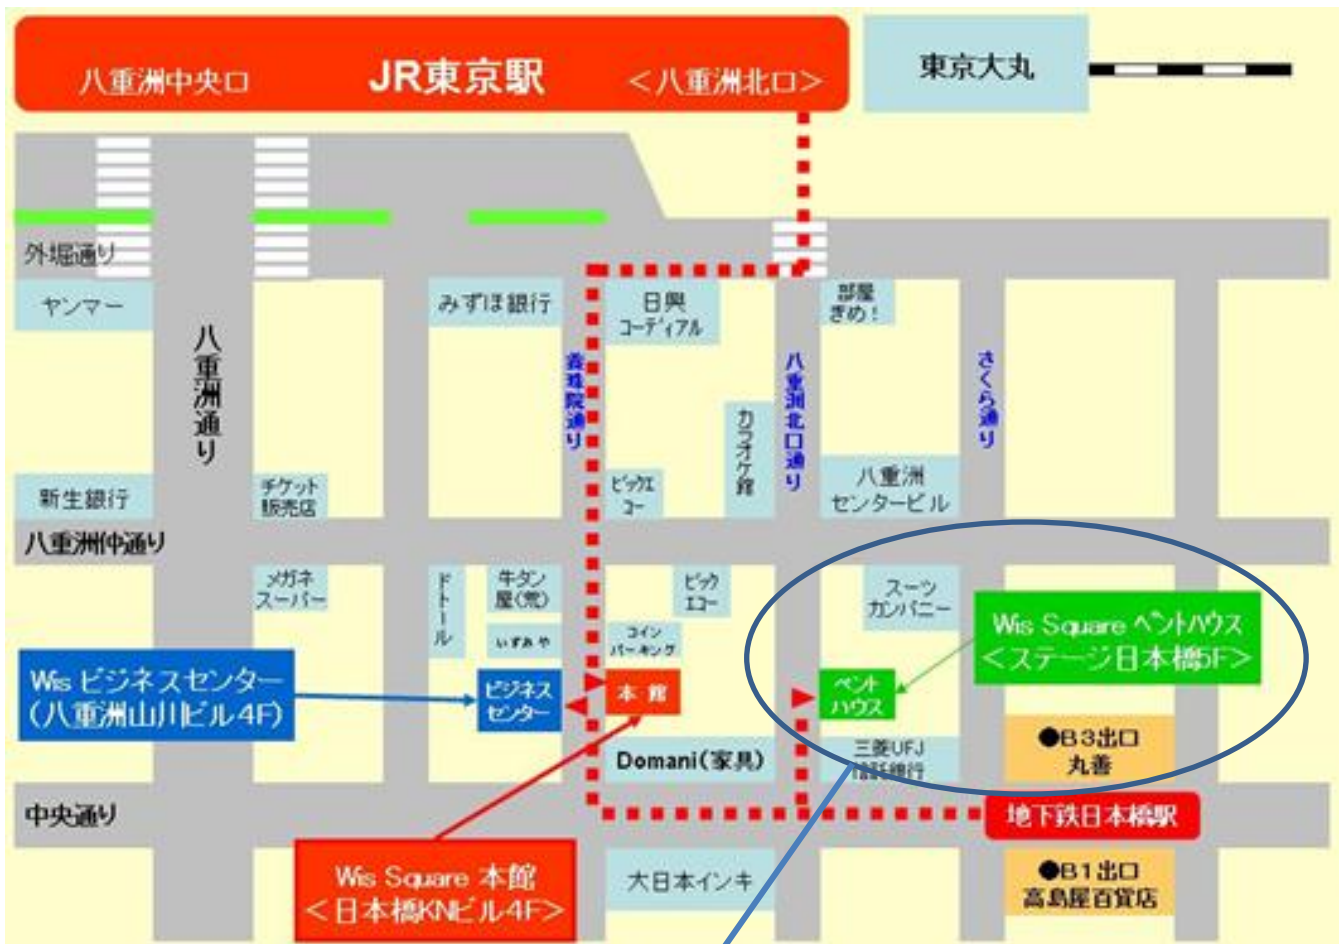 八重洲中央口
JR東京駅
＜八重洲北口＞
東京大丸
外堀通り
ヤンマー
みずほ銀行
日興
コーディアル
部屋
ぎめ！
八重洲通り
養珠院通り
八重洲北口通り
さくら通り
カラオケ館
新生銀行
チケット
販売店
ビックエ
コー
八重洲
センタービル
八重洲仲通り
メガネ
スーパー
ドトール
牛タン
屋(荒)
ビック
エコー
スーツ
カンパニー
いずみや
コイン
パーキング
Wis Square ペントハウス
＜ステージ日本橋5F＞
Wis ビジネスセンター
(八重洲山川ビル4F)
ビジネス
センター
本館
ペント
ハウス
Domani(家具)
三菱UFJ
信託銀行
●B3出口
丸善
中央通り
地下鉄日本橋駅
Wis Square 本館
＜日本橋KNビル4F＞
大日本インキ
●B1出口
高島屋百貨店